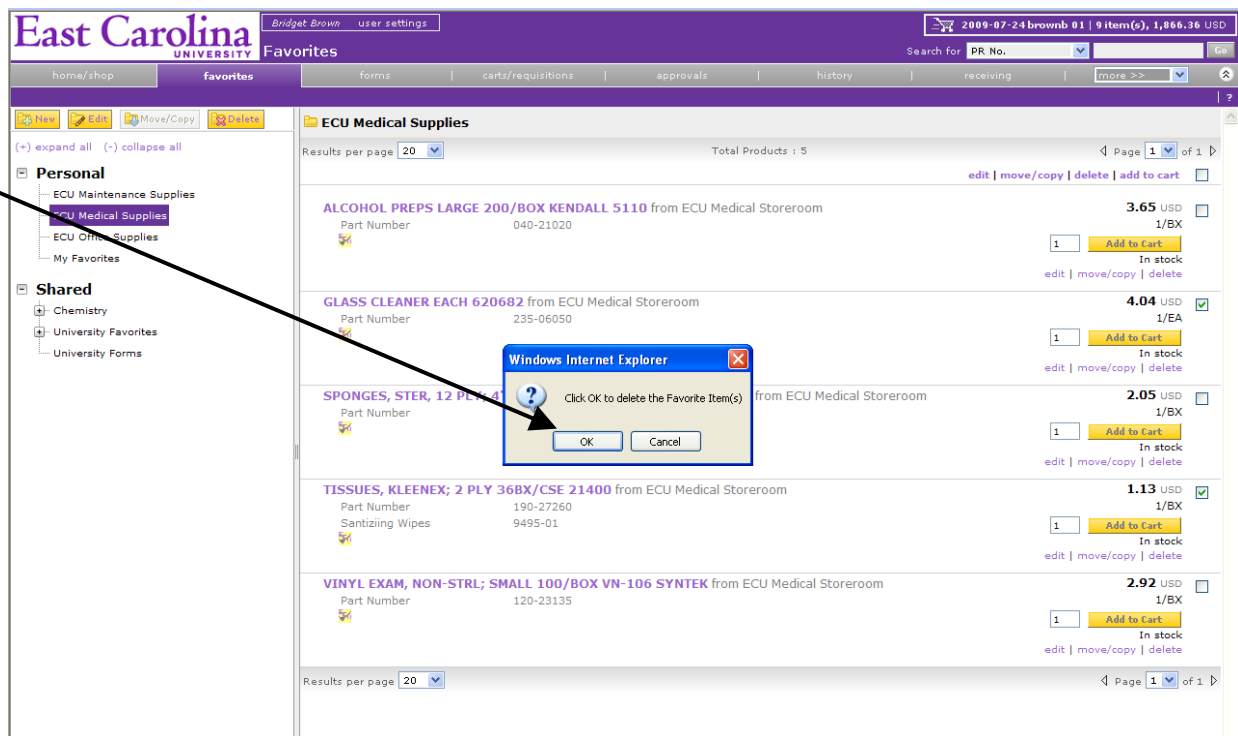 East Carolina
UNIVERSITY
Bridget Brown user settings
2009-07-24 brownb 01 | 9 item(s), 1,866.36 USD
Favorites
Search for PR No. Go
home/shop favorites forms | carts/requisitions | approvals | history | receiving | more >>
| ?
New Edit Move/Copy Delete
(+) expand all (-) collapse all
Personal
ECU Maintenance Supplies
ECU Medical Supplies
ECU Office Supplies
My Favorites
Shared
Chemistry
University Favorites
University Forms
ECU Medical Supplies
Results per page 20 Total Products : 5 Page 1 of 1
edit | move/copy | delete | add to cart
ALCOHOL PREPS LARGE 200/BOX KENDALL 5110 from ECU Medical Storeroom 3.65 USD
Part Number 040-21020 1/BX
1 Add to Cart
In stock
edit | move/copy | delete
GLASS CLEANER EACH 620682 from ECU Medical Storeroom 4.04 USD
Part Number 235-06050 1/EA
1 Add to Cart
In stock
edit | move/copy | delete
Windows Internet Explorer
Click OK to delete the Favorite Item(s)
OK Cancel
SPONGES, STER, 12 PLY; from ECU Medical Storeroom 2.05 USD
Part Number 1/BX
1 Add to Cart
In stock
edit | move/copy | delete
TISSUES, KLEENEX; 2 PLY 36BX/CSE 21400 from ECU Medical Storeroom 1.13 USD
Part Number 190-27260 1/BX
Santiziing Wipes 9495-01
1 Add to Cart
In stock
edit | move/copy | delete
VINYL EXAM, NON-STRL; SMALL 100/BOX VN-106 SYNTEK from ECU Medical Storeroom 2.92 USD
Part Number 120-23135 1/BX
1 Add to Cart
In stock
edit | move/copy | delete
Results per page 20 Page 1 of 1